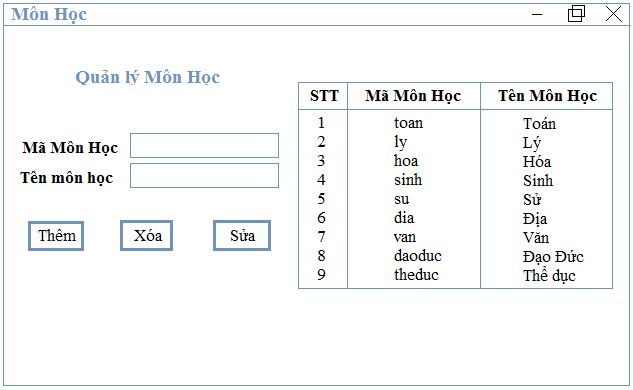 Môn Học
Quản lý Môn Học
Mã Môn Học
Tên môn học
Thêm Xóa Sửa
STT Mã Môn Học Tên Môn Học
1 toan Toán
2 ly Lý
3 hoa Hóa
4 sinh Sinh
5 su Sử
6 dia Địa
7 van Văn
8 daoduc Đạo Đức
9 theduc Thể dục